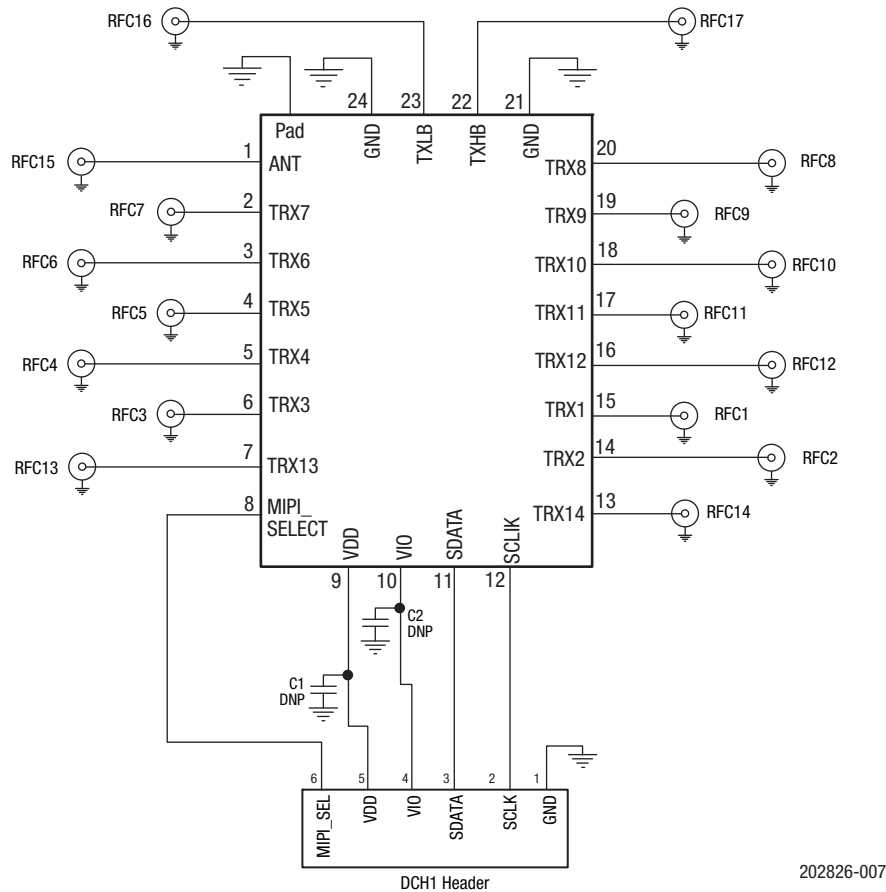 RFC16
RFC17
24
23
22
21
Pad
GND
TXLB
TXHB
GND
RFC15
1
ANT
TRX8
20
RFC8
RFC7
2
TRX7
TRX9
19
RFC9
RFC6
3
TRX6
TRX10
18
RFC10
RFC5
4
TRX5
TRX11
17
RFC11
RFC4
5
TRX4
TRX12
16
RFC12
RFC3
6
TRX3
TRX1
15
RFC1
RFC13
7
TRX13
TRX2
14
RFC2
8
MIPI_
SELECT
TRX14
13
RFC14
VDD
VIO
SDATA
SCLIK
9
10
11
12
C2
DNP
C1
DNP
6
5
4
3
2
1
MIPI_SEL
VDD
VIO
SDATA
SCLK
GND
DCH1 Header
202826-007